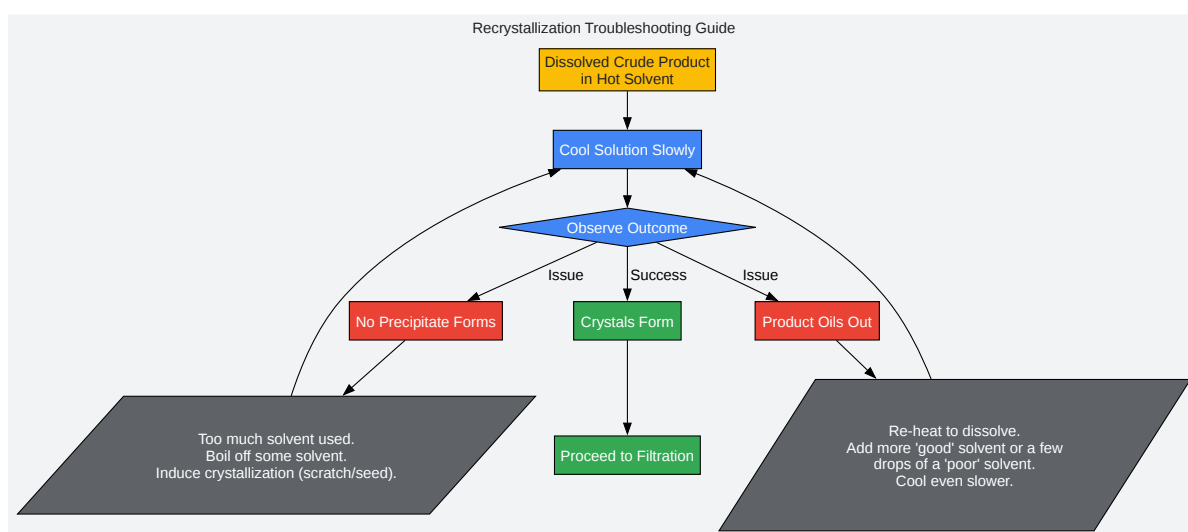 Recrystallization Troubleshooting Guide
Dissolved Crude Product
in Hot Solvent
Cool Solution Slowly
Observe Outcome
Issue
Success
Issue
No Precipitate Forms
Crystals Form
Product Oils Out
Too much solvent used.
Boil off some solvent.
Induce crystallization (scratch/seed).
Proceed to Filtration
Re-heat to dissolve.
Add more 'good' solvent or a few
drops of a 'poor' solvent.
Cool even slower.